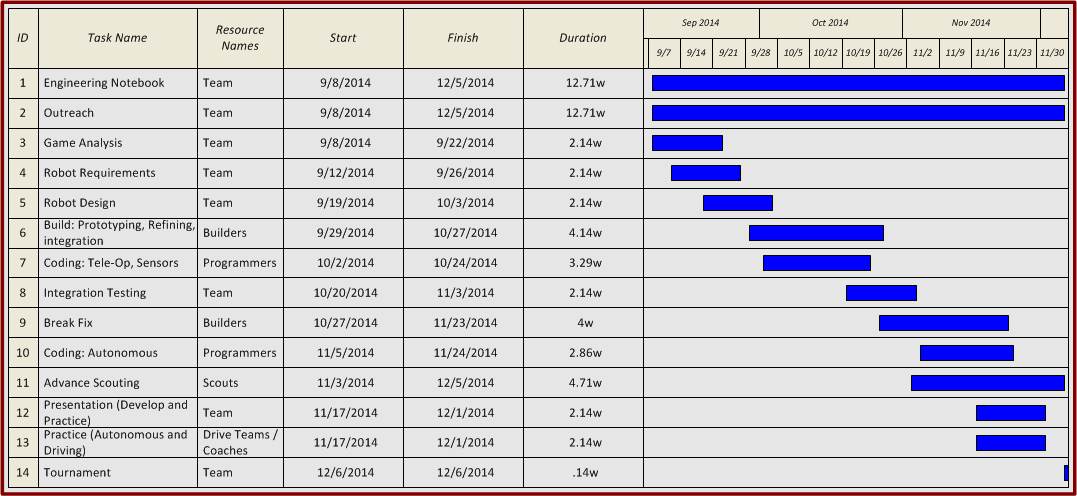 ID Task Name Resource Names Start Finish Duration Sep 2014 Oct 2014 Nov 2014
9/7 9/14 9/21 9/28 10/5 10/12 10/19 10/26 11/2 11/9 11/16 11/23 11/30
1 Engineering Notebook Team 9/8/2014 12/5/2014 12.71w
2 Outreach Team 9/8/2014 12/5/2014 12.71w
3 Game Analysis Team 9/8/2014 9/22/2014 2.14w
4 Robot Requirements Team 9/12/2014 9/26/2014 2.14w
5 Robot Design Team 9/19/2014 10/3/2014 2.14w
6 Build: Prototyping, Refining, integration Builders 9/29/2014 10/27/2014 4.14w
7 Coding: Tele-Op, Sensors Programmers 10/2/2014 10/24/2014 3.29w
8 Integration Testing Team 10/20/2014 11/3/2014 2.14w
9 Break Fix Builders 10/27/2014 11/23/2014 4w
10 Coding: Autonomous Programmers 11/5/2014 11/24/2014 2.86w
11 Advance Scouting Scouts 11/3/2014 12/5/2014 4.71w
12 Presentation (Develop and Practice) Team 11/17/2014 12/1/2014 2.14w
13 Practice (Autonomous and Driving) Drive Teams / Coaches 11/17/2014 12/1/2014 2.14w
14 Tournament Team 12/6/2014 12/6/2014 .14w